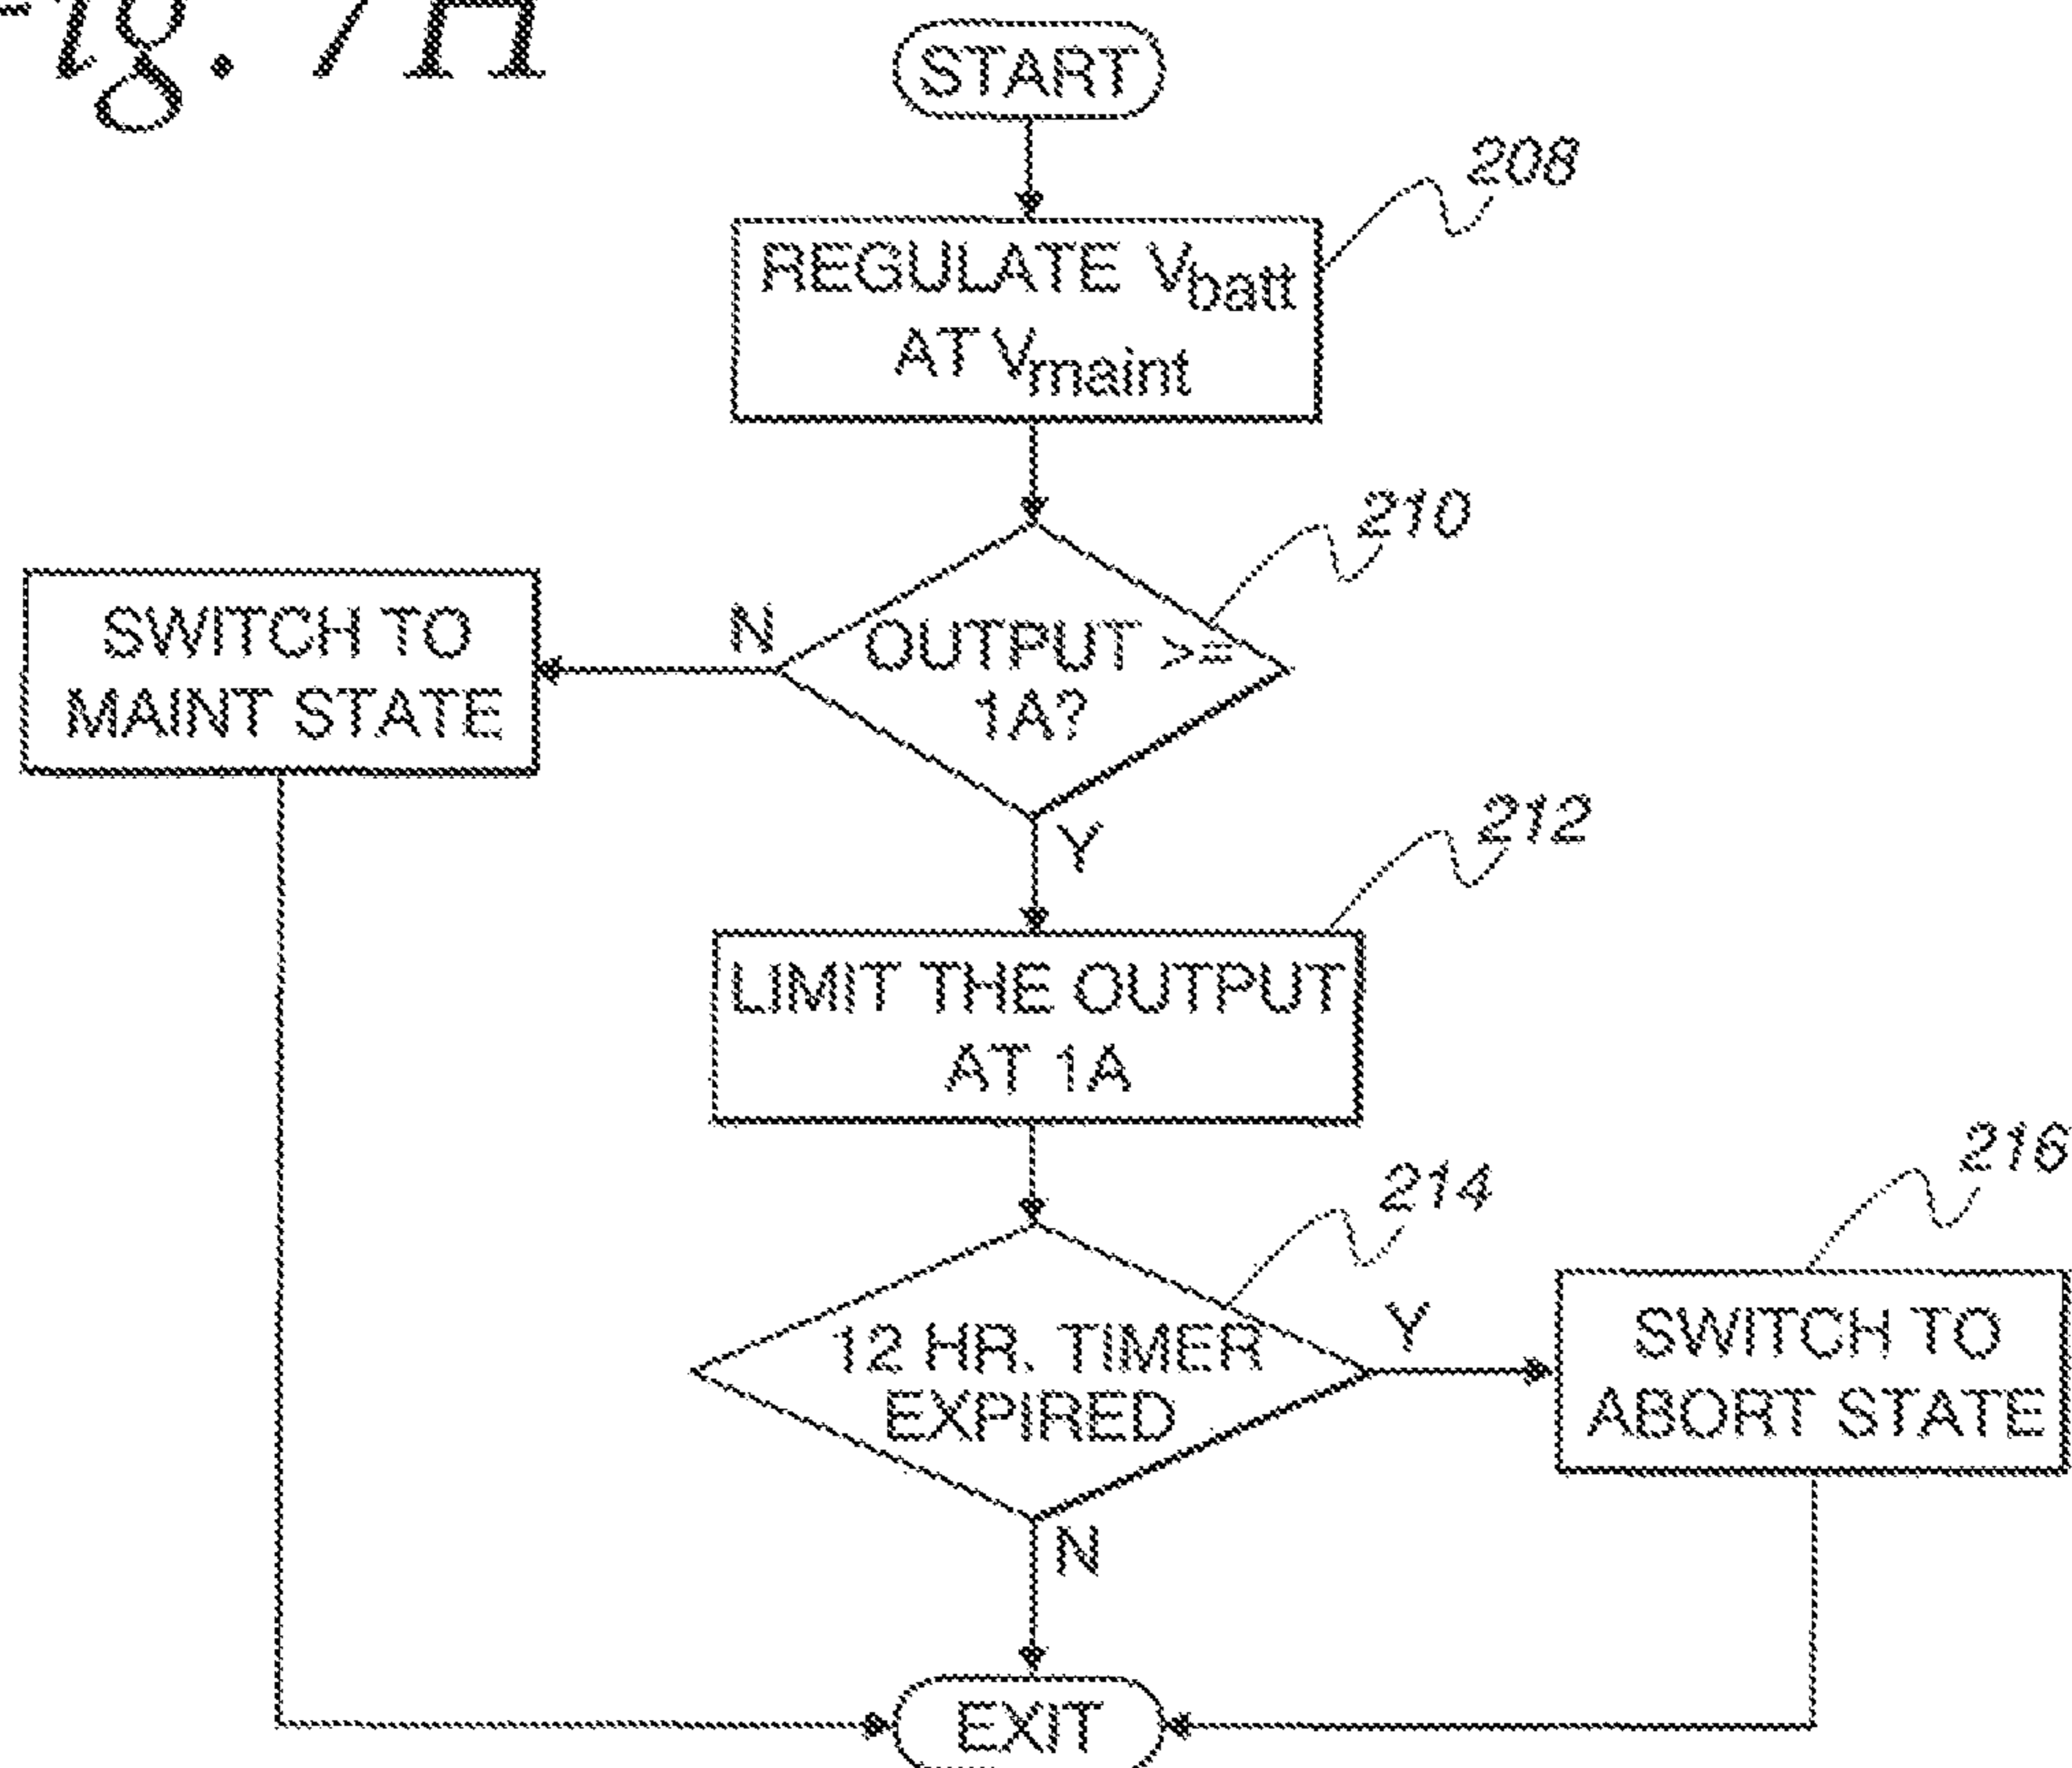 Fig. 7H
START
208
REGULATE Vbatt
AT Vmaint
210
SWITCH TO
MAINT STATE
N
OUTPUT >=
1A?
Y
212
LIMIT THE OUTPUT
AT 1A
214
216
12 HR. TIMER
EXPIRED
Y
SWITCH TO
ABORT STATE
N
EXIT